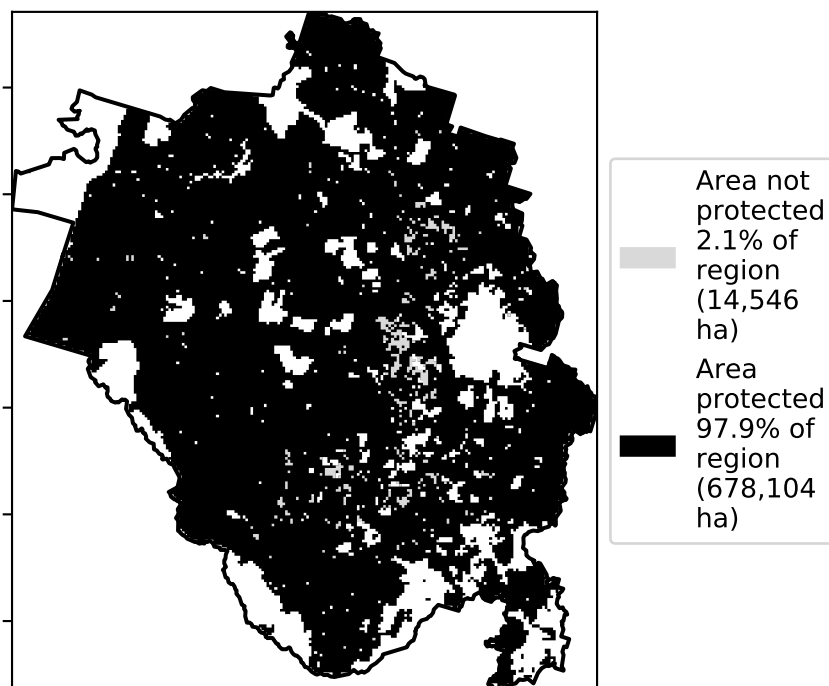 Area not
protected
2.1% of
region
(14,546
ha)
Area
protected
97.9% of
region
(678,104
ha)